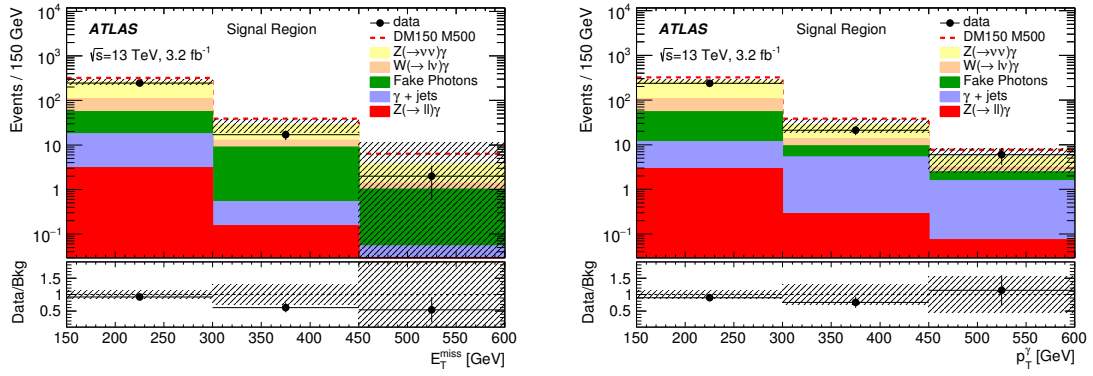 Events / 150 GeV
10⁴
10³
10²
10
1
10⁻¹
ATLAS
Signal Region
√s=13 TeV, 3.2 fb⁻¹
data
DM150 M500
Z(→νν)γ
W(→ lν)γ
Fake Photons
γ + jets
Z(→ ll)γ
Data/Bkg
1.5
1
0.5
150 200 250 300 350 400 450 500 550 600
E_T^miss [GeV]
Events / 150 GeV
10⁴
10³
10²
10
1
10⁻¹
ATLAS
Signal Region
√s=13 TeV, 3.2 fb⁻¹
data
DM150 M500
Z(→νν)γ
W(→ lν)γ
Fake Photons
γ + jets
Z(→ ll)γ
Data/Bkg
1.5
1
0.5
150 200 250 300 350 400 450 500 550 600
p_T^γ [GeV]